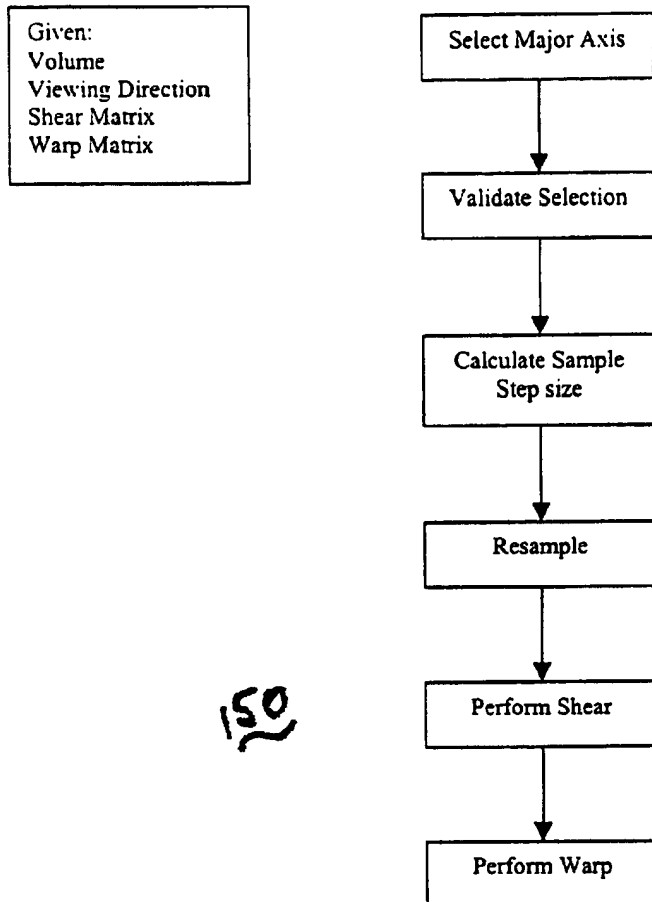 Given:
Volume
Viewing Direction
Shear Matrix
Warp Matrix
Select Major Axis
Validate Selection
Calculate Sample
Step size
Resample
150
Perform Shear
Perform Warp